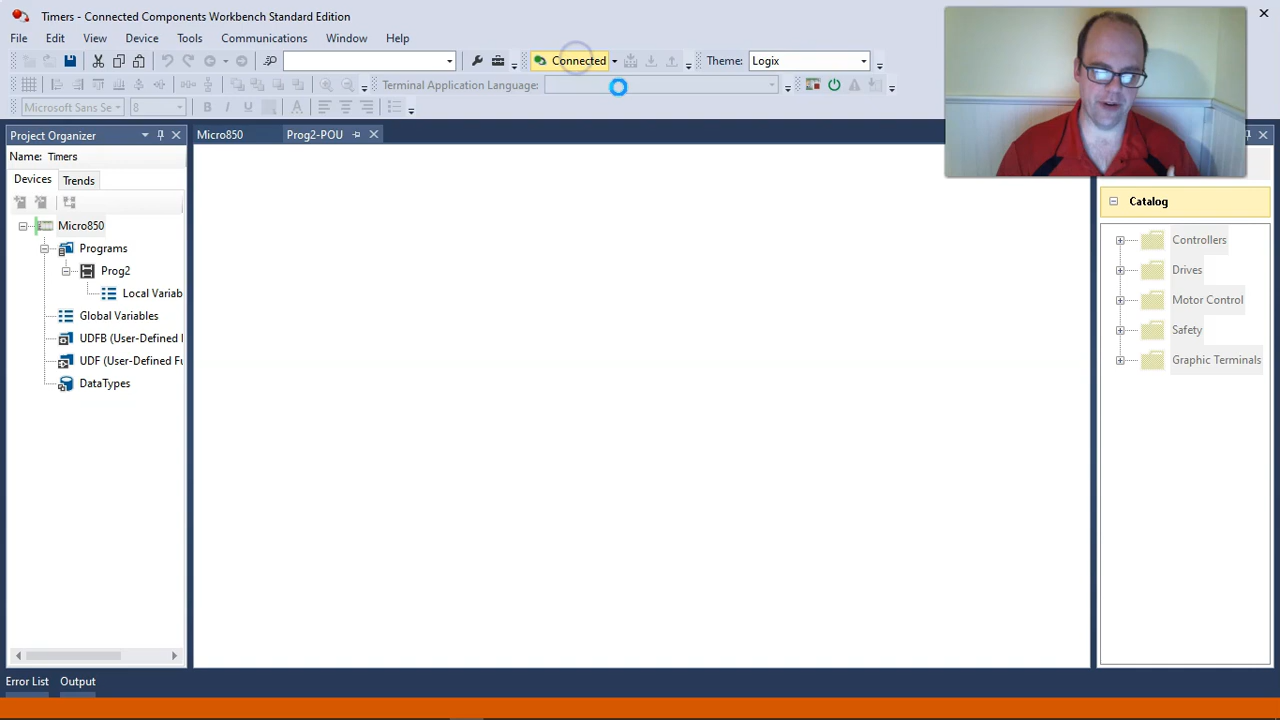 Timers - Connected Components Workbench Standard Edition
File Edit View Device Tools Communications Window Help
Connected Theme: Logix
Terminal Application Language:
Microsoft Sans Se 8 B I U A
Project Organizer Micro850 Prog2-POU
Name: Timers
Devices Trends
Catalog
Micro850
Programs
Prog2
Local Variab
Global Variables
UDFB (User-Defined
UDF (User-Defined Fu
DataTypes
Controllers
Drives
Motor Control
Safety
Graphic Terminals
Error List Output